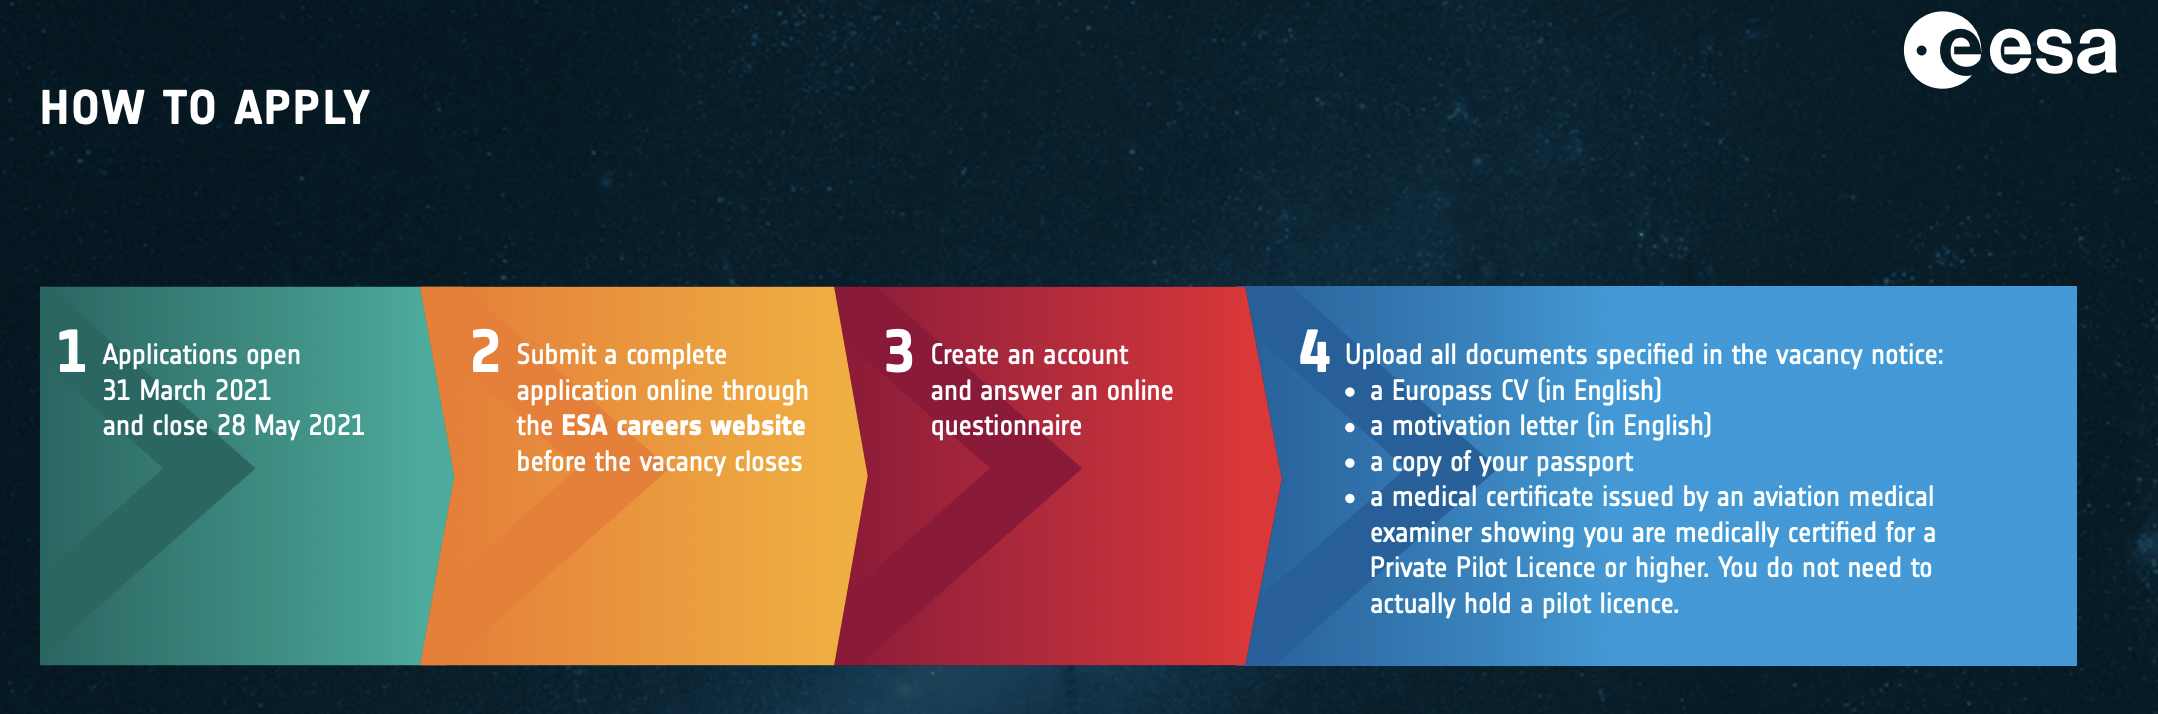 esa
HOW TO APPLY
1 Applications open
31 March 2021
and close 28 May 2021
2 Submit a complete
application online through
the ESA careers website
before the vacancy closes
3 Create an account
and answer an online
questionnaire
4 Upload all documents specified in the vacancy notice:
• a Europass CV (in English)
• a motivation letter (in English)
• a copy of your passport
• a medical certificate issued by an aviation medical
examiner showing you are medically certified for a
Private Pilot Licence or higher. You do not need to
actually hold a pilot licence.